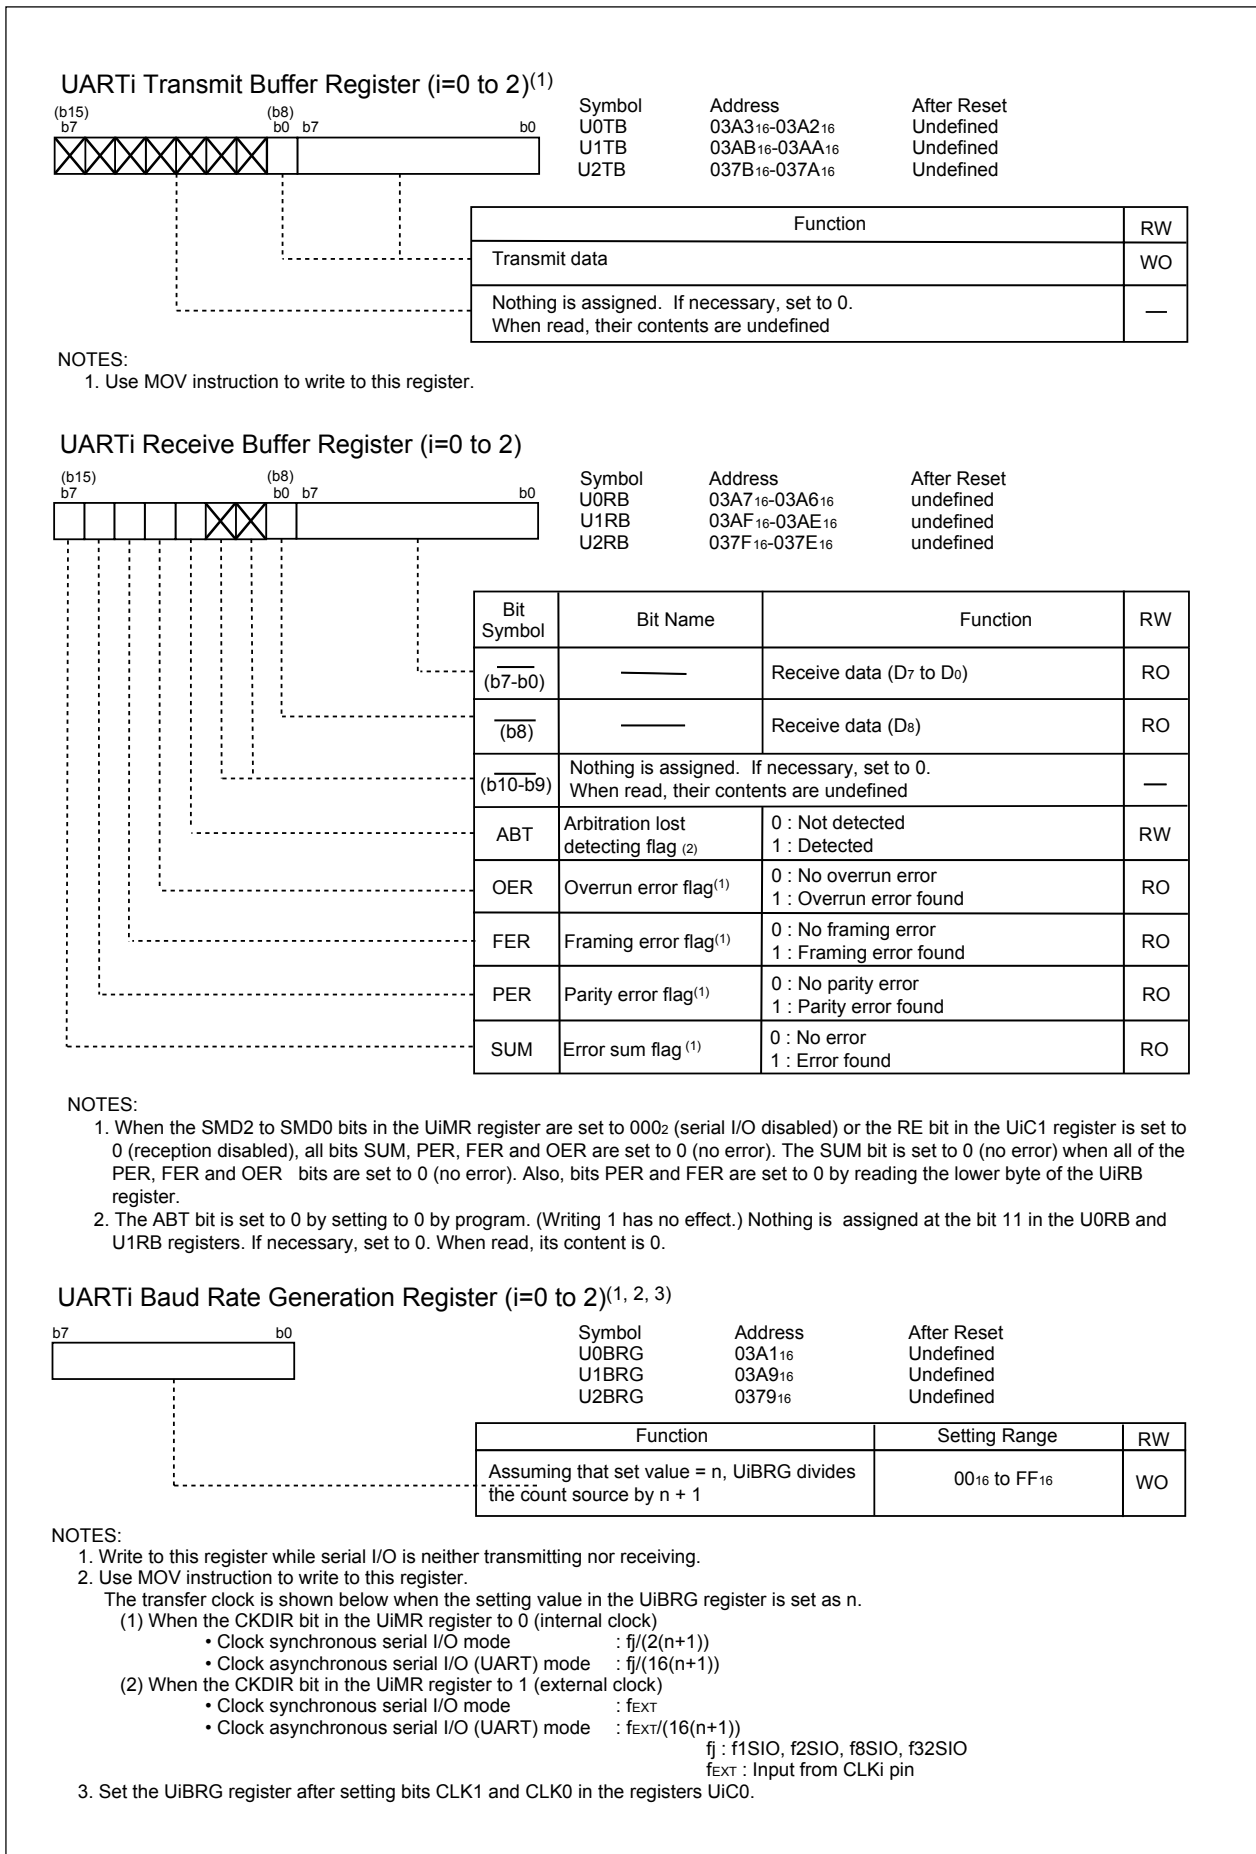 UARTi Transmit Buffer Register (i=0 to 2)(1)
(b15) (b8)
b7 b0 b7 b0
Symbol Address After Reset
U0TB 03A316-03A216 Undefined
U1TB 03AB16-03AA16 Undefined
U2TB 037B16-037A16 Undefined
Function RW
Transmit data WO
Nothing is assigned. If necessary, set to 0.
When read, their contents are undefined —
NOTES:
1. Use MOV instruction to write to this register.
UARTi Receive Buffer Register (i=0 to 2)
(b15) (b8)
b7 b0 b7 b0
Symbol Address After Reset
U0RB 03A716-03A616 undefined
U1RB 03AF16-03AE16 undefined
U2RB 037F16-037E16 undefined
Bit Symbol Bit Name Function RW
— (b7-b0) — Receive data (D7 to D0) RO
— (b8) — Receive data (D8) RO
— (b10-b9) Nothing is assigned. If necessary, set to 0.
When read, their contents are undefined —
ABT Arbitration lost detecting flag (2) 0 : Not detected
1 : Detected RW
OER Overrun error flag(1) 0 : No overrun error
1 : Overrun error found RO
FER Framing error flag(1) 0 : No framing error
1 : Framing error found RO
PER Parity error flag(1) 0 : No parity error
1 : Parity error found RO
SUM Error sum flag (1) 0 : No error
1 : Error found RO
NOTES:
1. When the SMD2 to SMD0 bits in the UiMR register are set to 0002 (serial I/O disabled) or the RE bit in the UiC1 register is set to
0 (reception disabled), all bits SUM, PER, FER and OER are set to 0 (no error). The SUM bit is set to 0 (no error) when all of the
PER, FER and OER bits are set to 0 (no error). Also, bits PER and FER are set to 0 by reading the lower byte of the UiRB
register.
2. The ABT bit is set to 0 by setting to 0 by program. (Writing 1 has no effect.) Nothing is assigned at the bit 11 in the U0RB and
U1RB registers. If necessary, set to 0. When read, its content is 0.
UARTi Baud Rate Generation Register (i=0 to 2)(1, 2, 3)
b7 b0
Symbol Address After Reset
U0BRG 03A116 Undefined
U1BRG 03A916 Undefined
U2BRG 037916 Undefined
Function Setting Range RW
Assuming that set value = n, UiBRG divides
the count source by n + 1 0016 to FF16 WO
NOTES:
1. Write to this register while serial I/O is neither transmitting nor receiving.
2. Use MOV instruction to write to this register.
The transfer clock is shown below when the setting value in the UiBRG register is set as n.
(1) When the CKDIR bit in the UiMR register to 0 (internal clock)
• Clock synchronous serial I/O mode : fj/(2(n+1))
• Clock asynchronous serial I/O (UART) mode : fj/(16(n+1))
(2) When the CKDIR bit in the UiMR register to 1 (external clock)
• Clock synchronous serial I/O mode : fEXT
• Clock asynchronous serial I/O (UART) mode : fEXT/(16(n+1))
fj : f1SIO, f2SIO, f8SIO, f32SIO
fEXT : Input from CLKi pin
3. Set the UiBRG register after setting bits CLK1 and CLK0 in the registers UiC0.